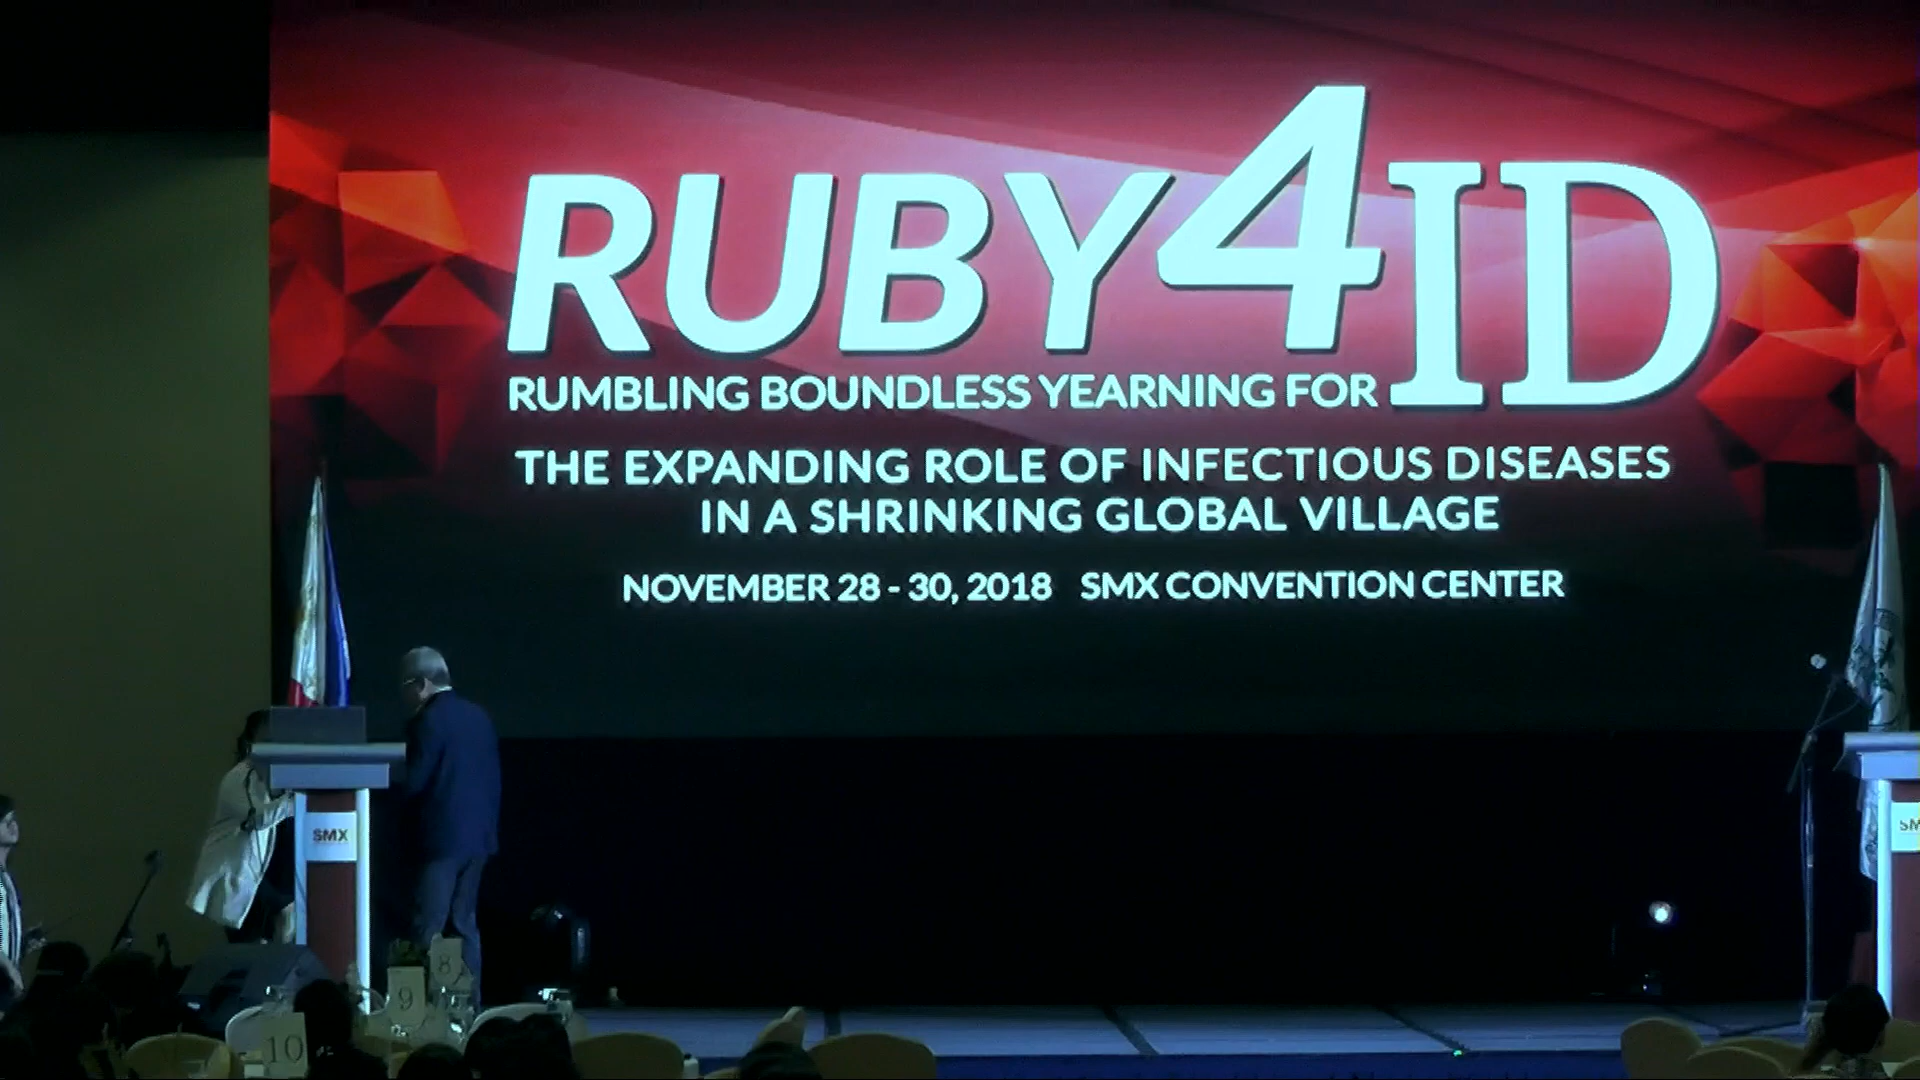 RUBY4ID
RUMBLING BOUNDLESS YEARNING FOR
THE EXPANDING ROLE OF INFECTIOUS DISEASES
IN A SHRINKING GLOBAL VILLAGE
NOVEMBER 28 - 30, 2018 SMX CONVENTION CENTER
SMX
SM
8
9
10